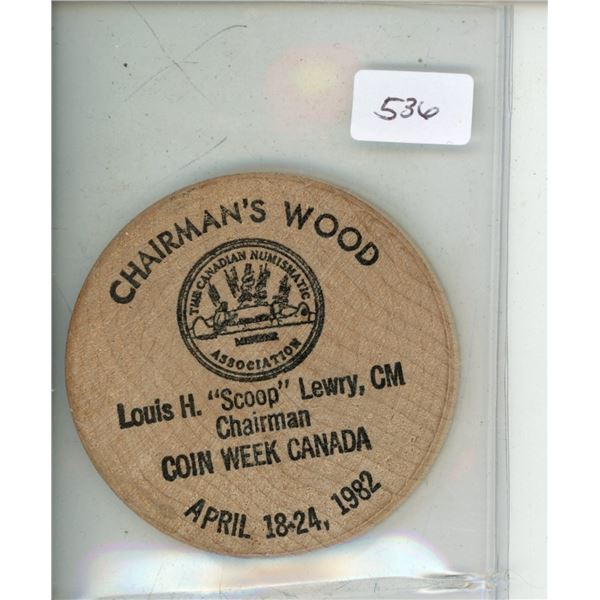 536
CHAIRMAN'S WOOD
THE CANADIAN NUMISMATIC
MEMBER
ASSOCIATION
Louis H. "Scoop" Lewry, CM
Chairman
COIN WEEK CANADA
APRIL 18-24, 1982